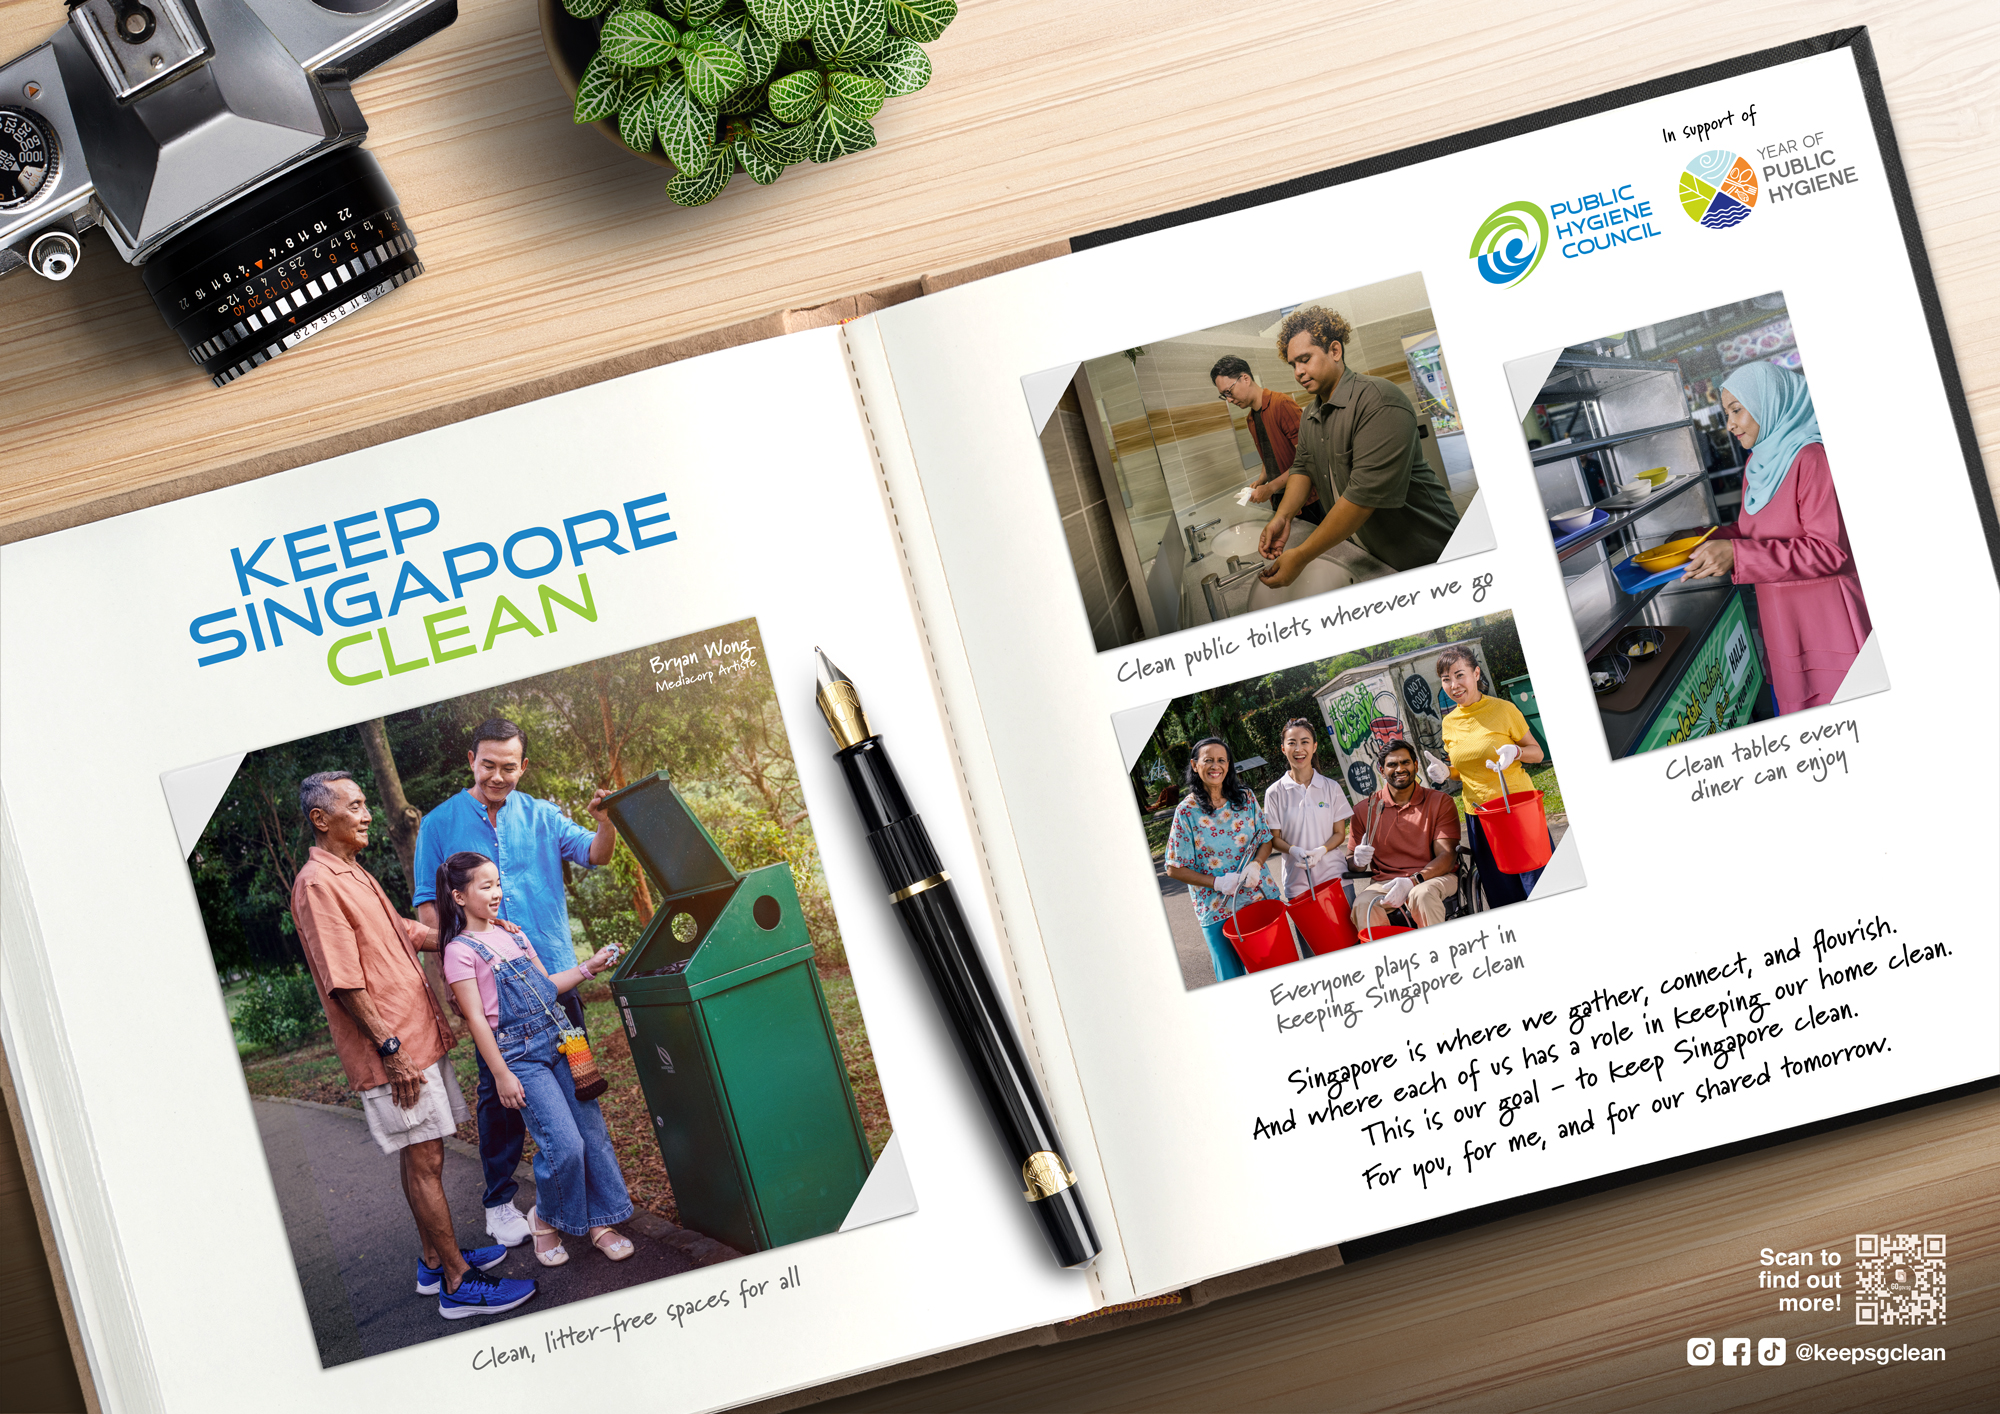 KEEP
SINGAPORE
CLEAN
Bryan Wong
Mediacorp Artiste
Clean, litter-free spaces for all
In support of
YEAR OF
PUBLIC
HYGIENE
PUBLIC
HYGIENE
COUNCIL
Clean public toilets wherever we go
HALAL
Clean tables every
diner can enjoy
NOT
COOL!
Everyone plays a part in
keeping Singapore clean
Singapore is where we gather, connect, and flourish.
And where each of us has a role in keeping our home clean.
This is our goal – to keep Singapore clean.
For you, for me, and for our shared tomorrow.
Scan to
find out
more!
@keepsgclean